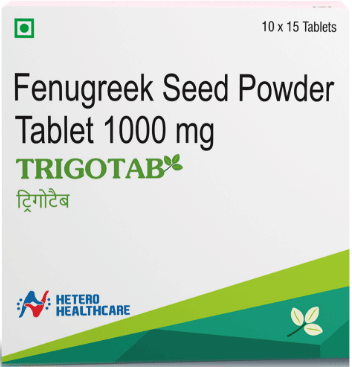 10 x 15 Tablets
Fenugreek Seed Powder
Tablet 1000 mg
TRIGOTAB
ट्रिगोटैब
HETERO
HEALTHCARE